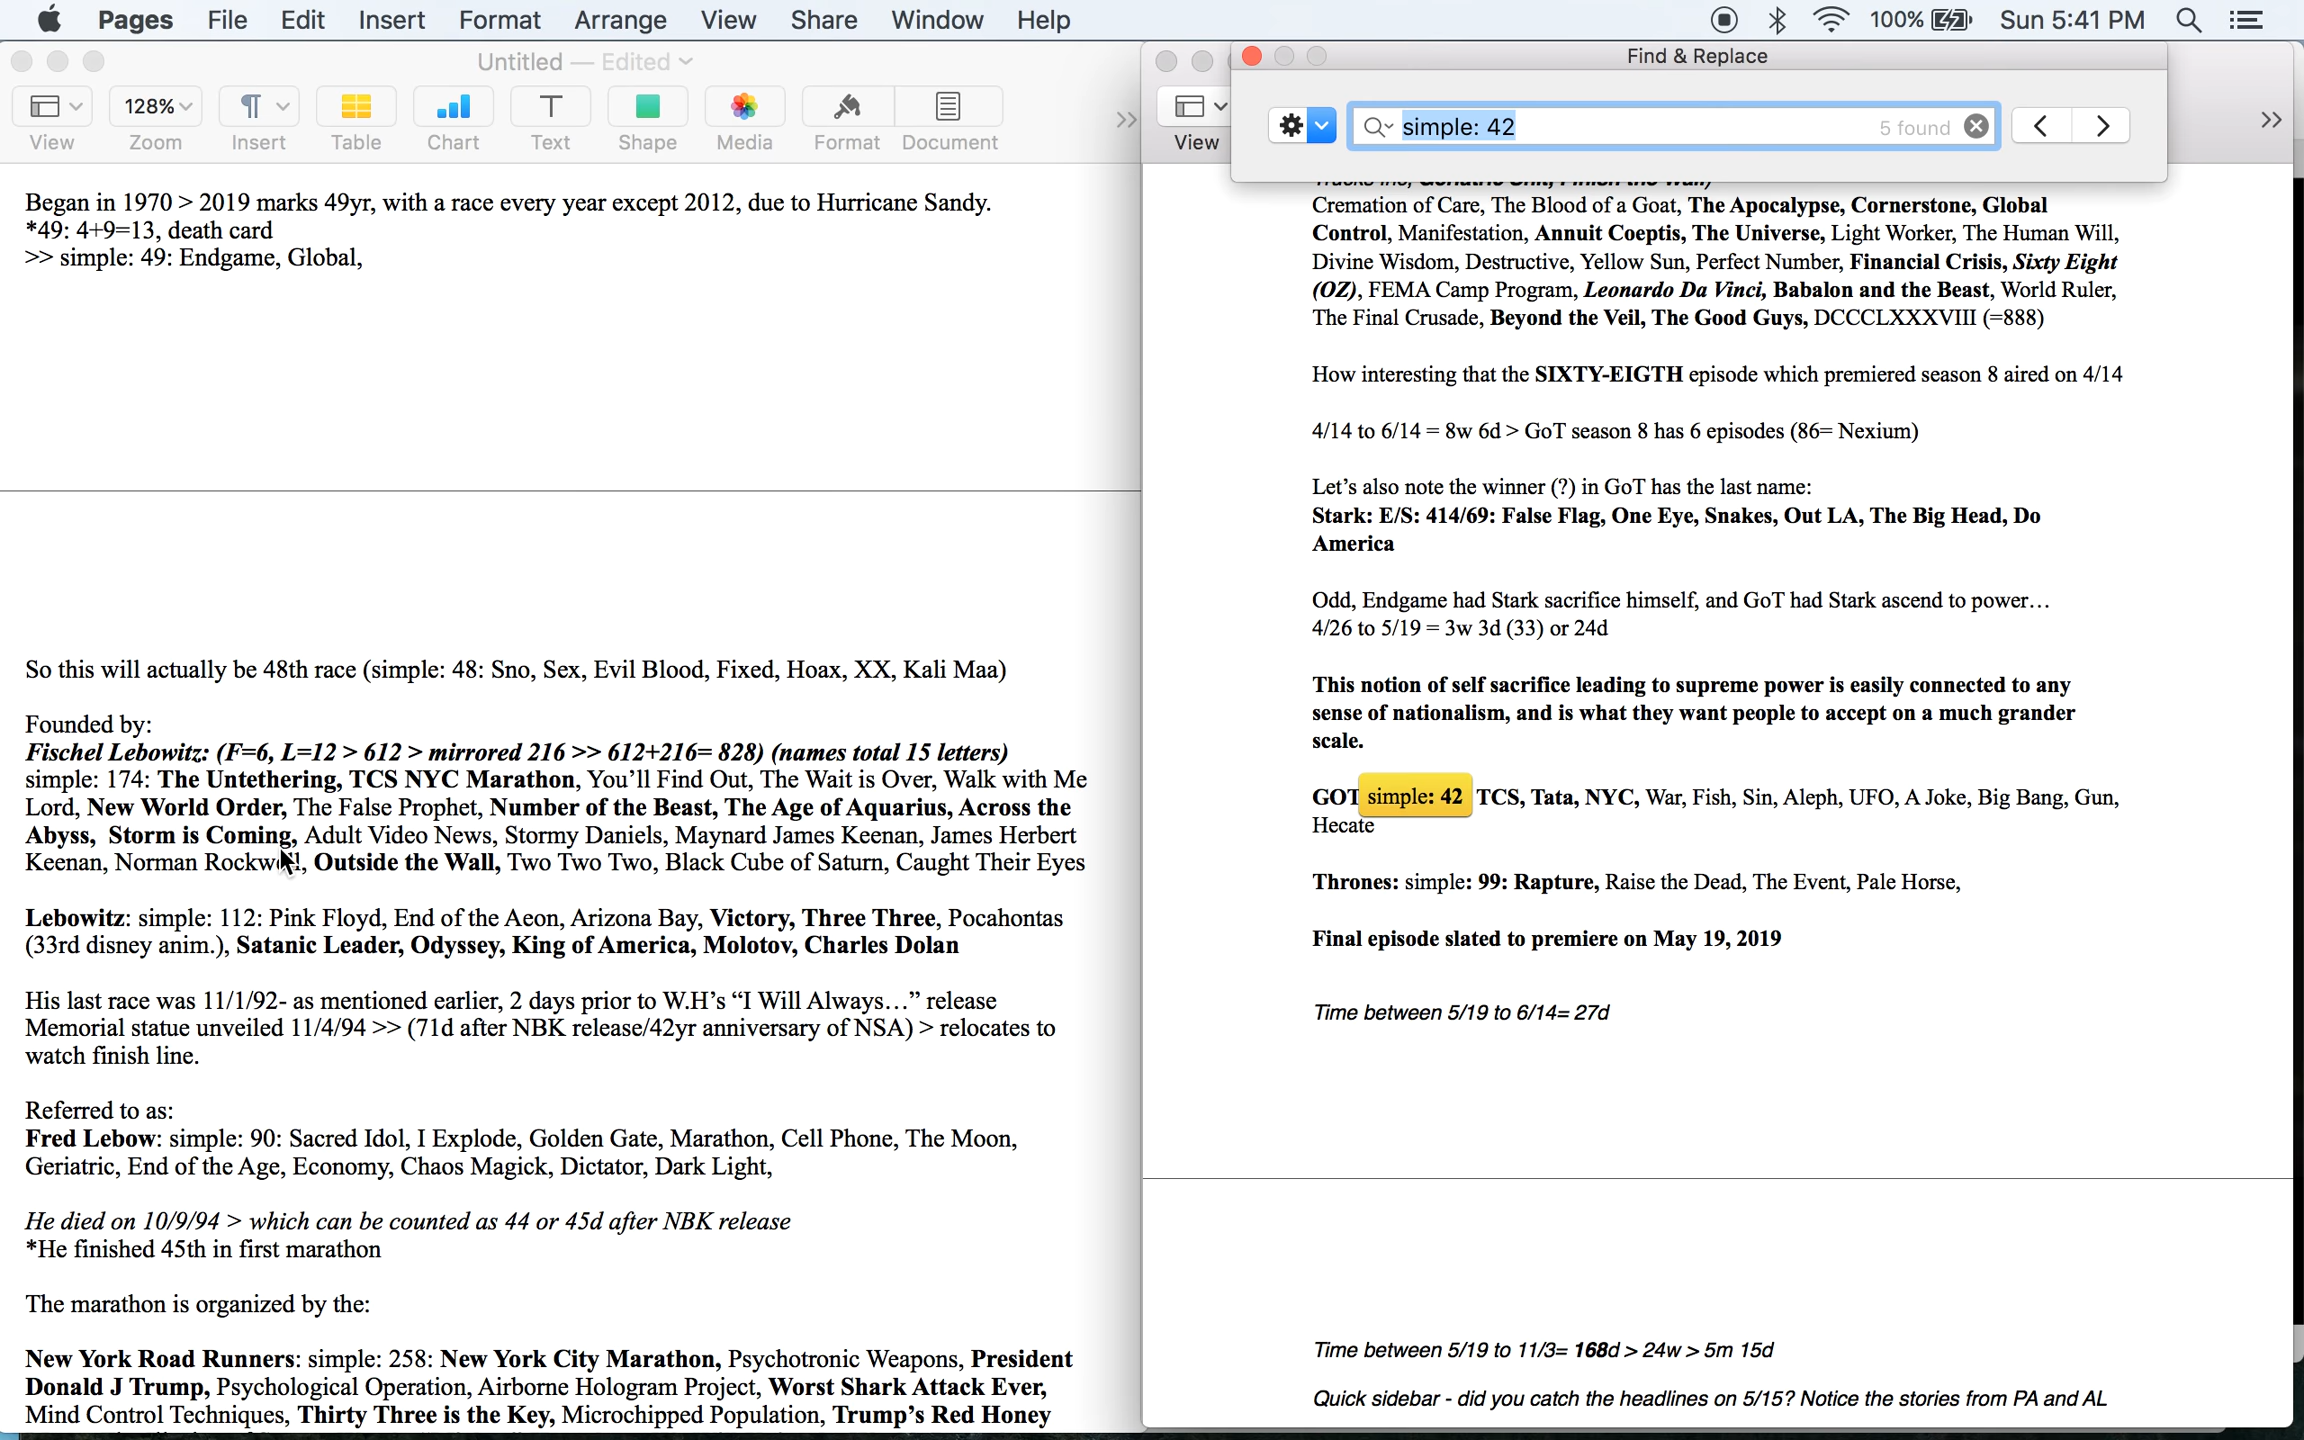 Pages File Edit Insert Format Arrange View Share Window Help 100% Sun 5:41 PM
Untitled — Edited
128%
View Zoom Insert Table Chart Text Shape Media Format Document
Began in 1970 > 2019 marks 49yr, with a race every year except 2012, due to Hurricane Sandy.
*49: 4+9=13, death card
>> simple: 49: Endgame, Global,
So this will actually be 48th race (simple: 48: Sno, Sex, Evil Blood, Fixed, Hoax, XX, Kali Maa)
Founded by:
Fischel Lebowitz: (F=6, L=12 > 612 > mirrored 216 >> 612+216= 828) (names total 15 letters)
simple: 174: The Untethering, TCS NYC Marathon, You’ll Find Out, The Wait is Over, Walk with Me
Lord, New World Order, The False Prophet, Number of the Beast, The Age of Aquarius, Across the
Abyss, Storm is Coming, Adult Video News, Stormy Daniels, Maynard James Keenan, James Herbert
Keenan, Norman Rockwell, Outside the Wall, Two Two Two, Black Cube of Saturn, Caught Their Eyes
Lebowitz: simple: 112: Pink Floyd, End of the Aeon, Arizona Bay, Victory, Three Three, Pocahontas
(33rd disney anim.), Satanic Leader, Odyssey, King of America, Molotov, Charles Dolan
His last race was 11/1/92- as mentioned earlier, 2 days prior to W.H’s “I Will Always…” release
Memorial statue unveiled 11/4/94 >> (71d after NBK release/42yr anniversary of NSA) > relocates to
watch finish line.
Referred to as:
Fred Lebow: simple: 90: Sacred Idol, I Explode, Golden Gate, Marathon, Cell Phone, The Moon,
Geriatric, End of the Age, Economy, Chaos Magick, Dictator, Dark Light,
He died on 10/9/94 > which can be counted as 44 or 45d after NBK release
*He finished 45th in first marathon
The marathon is organized by the:
New York Road Runners: simple: 258: New York City Marathon, Psychotronic Weapons, President
Donald J Trump, Psychological Operation, Airborne Hologram Project, Worst Shark Attack Ever,
Mind Control Techniques, Thirty Three is the Key, Microchipped Population, Trump’s Red Honey
Find & Replace
simple: 42 5 found
View
Cremation of Care, The Blood of a Goat, The Apocalypse, Cornerstone, Global
Control, Manifestation, Annuit Coeptis, The Universe, Light Worker, The Human Will,
Divine Wisdom, Destructive, Yellow Sun, Perfect Number, Financial Crisis, Sixty Eight
(OZ), FEMA Camp Program, Leonardo Da Vinci, Babalon and the Beast, World Ruler,
The Final Crusade, Beyond the Veil, The Good Guys, DCCCLXXXVIII (=888)
How interesting that the SIXTY-EIGTH episode which premiered season 8 aired on 4/14
4/14 to 6/14 = 8w 6d > GoT season 8 has 6 episodes (86= Nexium)
Let’s also note the winner (?) in GoT has the last name:
Stark: E/S: 414/69: False Flag, One Eye, Snakes, Out LA, The Big Head, Do
America
Odd, Endgame had Stark sacrifice himself, and GoT had Stark ascend to power…
4/26 to 5/19 = 3w 3d (33) or 24d
This notion of self sacrifice leading to supreme power is easily connected to any
sense of nationalism, and is what they want people to accept on a much grander
scale.
GOT simple: 42 TCS, Tata, NYC, War, Fish, Sin, Aleph, UFO, A Joke, Big Bang, Gun,
Hecate
Thrones: simple: 99: Rapture, Raise the Dead, The Event, Pale Horse,
Final episode slated to premiere on May 19, 2019
Time between 5/19 to 6/14= 27d
Time between 5/19 to 11/3= 168d > 24w > 5m 15d
Quick sidebar - did you catch the headlines on 5/15? Notice the stories from PA and AL